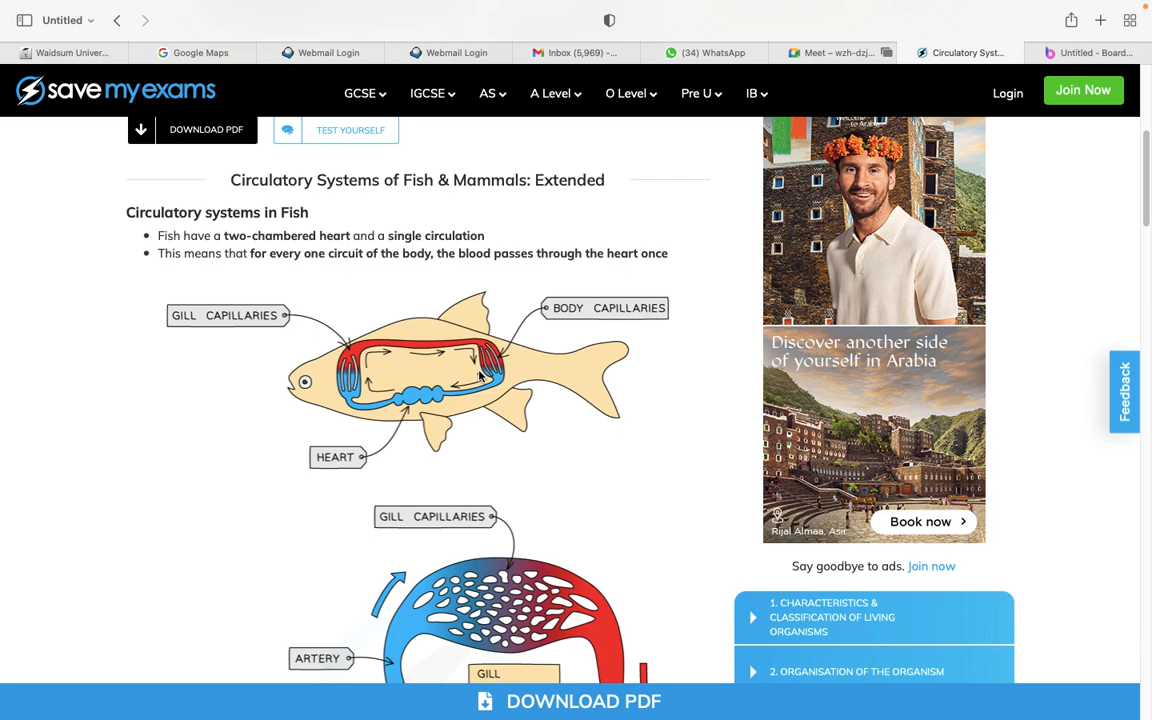 Untitled
Waidsum Univer...
Google Maps
Webmail Login
Webmail Login
Inbox (5,969) -...
(34) WhatsApp
Meet – wzh-dzj...
Circulatory Syst...
Untitled - Board...
save my exams
GCSE
IGCSE
AS
A Level
O Level
Pre U
IB
Login
Join Now
DOWNLOAD PDF
TEST YOURSELF
Circulatory Systems of Fish & Mammals: Extended
Circulatory systems in Fish
• Fish have a two-chambered heart and a single circulation
• This means that for every one circuit of the body, the blood passes through the heart once
GILL CAPILLARIES
BODY CAPILLARIES
HEART
GILL CAPILLARIES
ARTERY
GILL
to Arabia
Discover another side
of yourself in Arabia
Rijal Almaa, Asir
Book now
Say goodbye to ads. Join now
1. CHARACTERISTICS &
CLASSIFICATION OF LIVING
ORGANISMS
2. ORGANISATION OF THE ORGANISM
Feedback
DOWNLOAD PDF